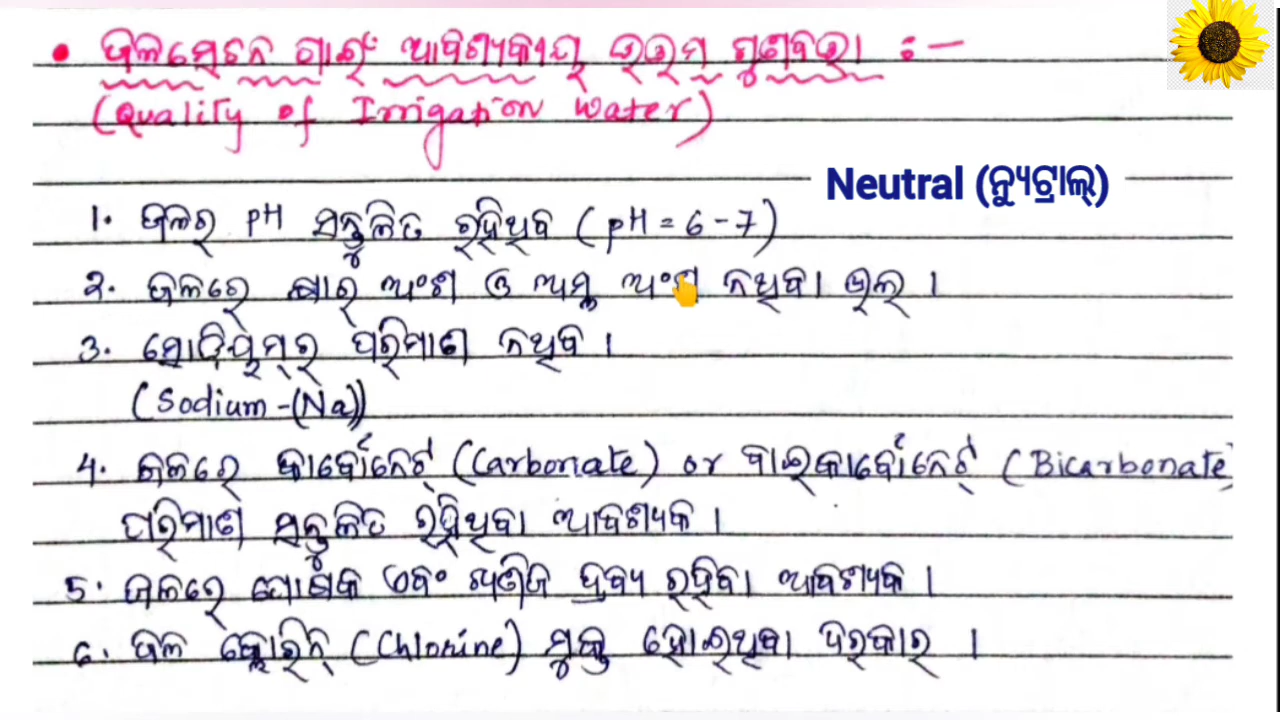 • ଜଳସେଚନ ପାଇଁ ଆବଶ୍ୟକୀୟ ଉତ୍ତମ ଗୁଣବତ୍ତା :-
(Quality of Irrigation Water)
Neutral (ନ୍ୟୁଟ୍ରାଲ୍)
1. ଜଳର pH ସନ୍ତୁଳିତ ରହିଥିବ (pH = 6 - 7)
2. ଜଳରେ କ୍ଷାର ଅଂଶ ଓ ଅମ୍ଳ ଅଂଶ ନଥିବା ଭଲ ।
3. ସୋଡ଼ିୟମ୍‌ର ପରିମାଣ ନଥିବ ।
(Sodium -(Na))
4. ଜଳରେ କାର୍ବୋନେଟ୍ (Carbonate) or ବାଇକାର୍ବୋନେଟ୍ (Bicarbonate)
ପରିମାଣ ସନ୍ତୁଳିତ ରହିଥିବା ଆବଶ୍ୟକ ।
5. ଜଳରେ ପୋଷକ ଏବଂ ଖଣିଜ ଦ୍ରବ୍ୟ ରହିବା ଆବଶ୍ୟକ ।
6. ଜଳ କ୍ଲୋରିନ୍ (Chlorine) ମୁକ୍ତ ହୋଇଥିବା ଦରକାର ।